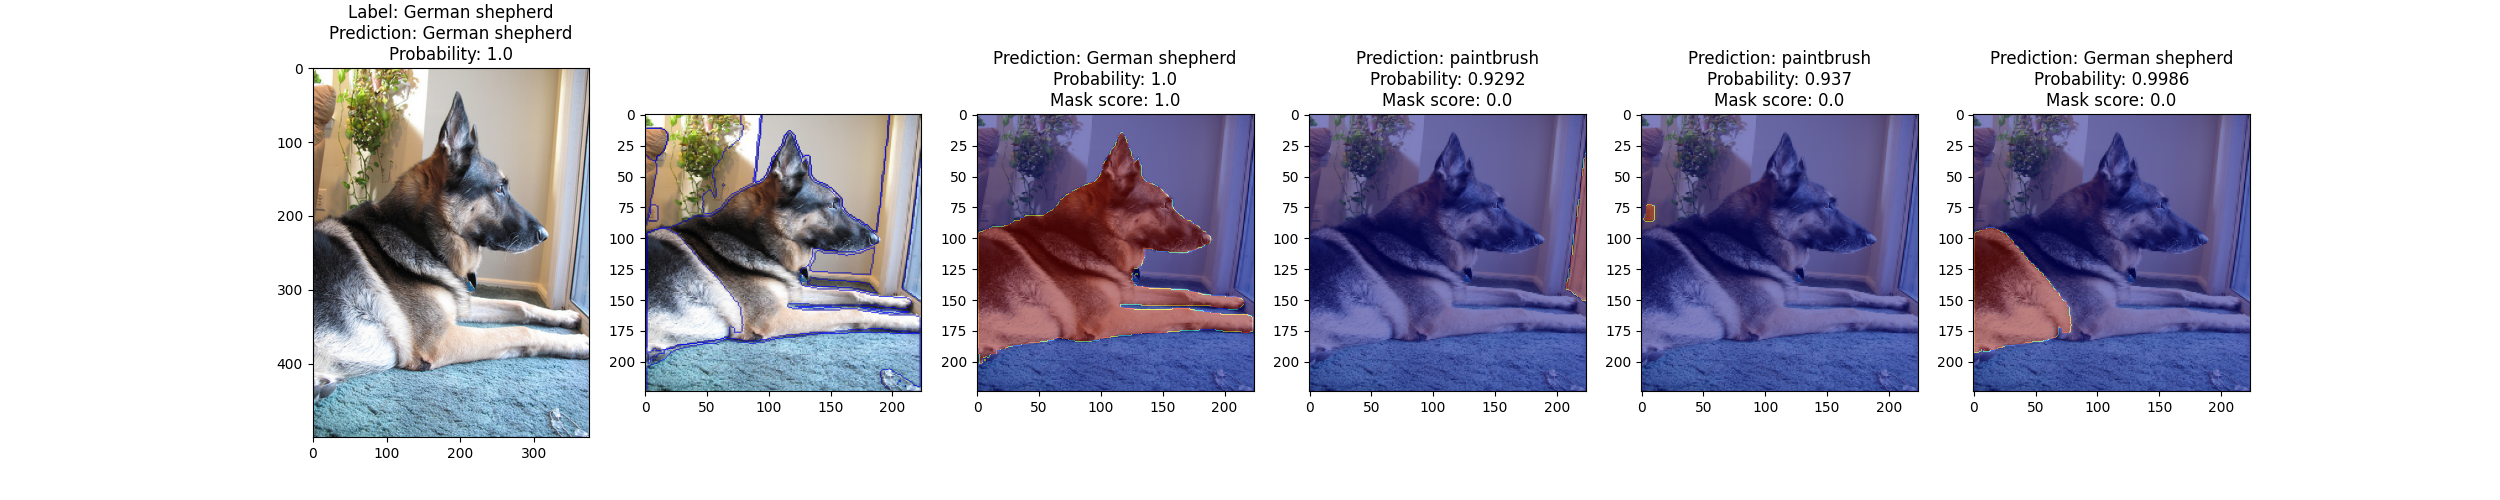 Label: German shepherd
Prediction: German shepherd
Probability: 1.0
0
100
200
300
400
0 100 200 300
0
25
50
75
100
125
150
175
200
0 50 100 150 200
Prediction: German shepherd
Probability: 1.0
Mask score: 1.0
0
25
50
75
100
125
150
175
200
0 50 100 150 200
Prediction: paintbrush
Probability: 0.9292
Mask score: 0.0
0
25
50
75
100
125
150
175
200
0 50 100 150 200
Prediction: paintbrush
Probability: 0.937
Mask score: 0.0
0
25
50
75
100
125
150
175
200
0 50 100 150 200
Prediction: German shepherd
Probability: 0.9986
Mask score: 0.0
0
25
50
75
100
125
150
175
200
0 50 100 150 200